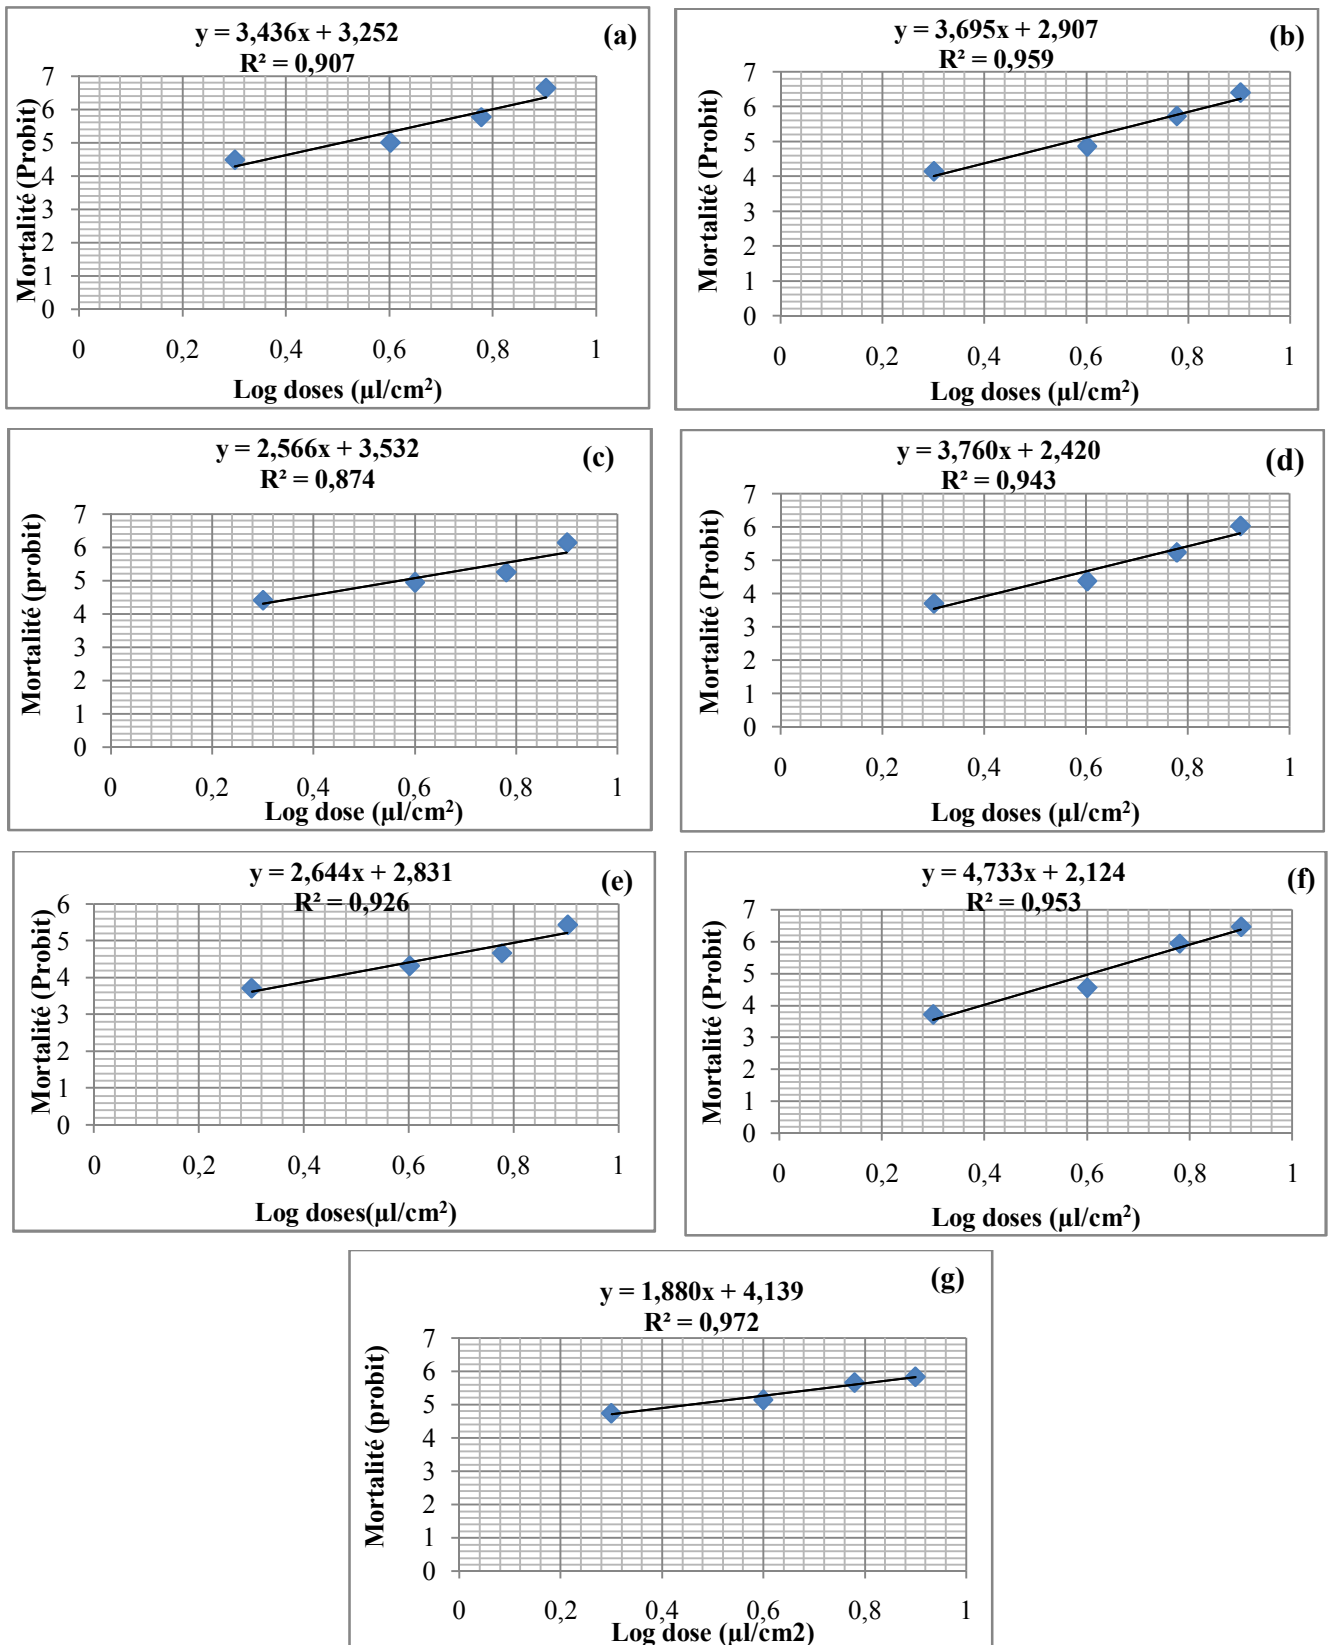 y = 3,436x + 3,252
(a)
R² = 0,907
Mortalité (Probit)
7
6
5
4
3
2
1
0
0 0,2 0,4 0,6 0,8 1
Log doses (µl/cm²)
y = 3,695x + 2,907
(b)
R² = 0,959
Mortalité (Probit)
7
6
5
4
3
2
1
0
0 0,2 0,4 0,6 0,8 1
Log doses (µl/cm²)
y = 2,566x + 3,532
(c)
R² = 0,874
Mortalité (probit)
7
6
5
4
3
2
1
0
0 0,2 0,4 0,6 0,8 1
Log dose (µl/cm²)
y = 3,760x + 2,420
(d)
R² = 0,943
Mortalité (Probit)
7
6
5
4
3
2
1
0
0 0,2 0,4 0,6 0,8 1
Log doses (µl/cm²)
y = 2,644x + 2,831
(e)
R² = 0,926
Mortalité (Probit)
6
5
4
3
2
1
0
0 0,2 0,4 0,6 0,8 1
Log doses(µl/cm²)
y = 4,733x + 2,124
(f)
R² = 0,953
Mortalité (Probit)
7
6
5
4
3
2
1
0
0 0,2 0,4 0,6 0,8 1
Log doses (µl/cm²)
(g)
y = 1,880x + 4,139
R² = 0,972
Mortalité (probit)
7
6
5
4
3
2
1
0
0 0,2 0,4 0,6 0,8 1
Log dose (µl/cm2)